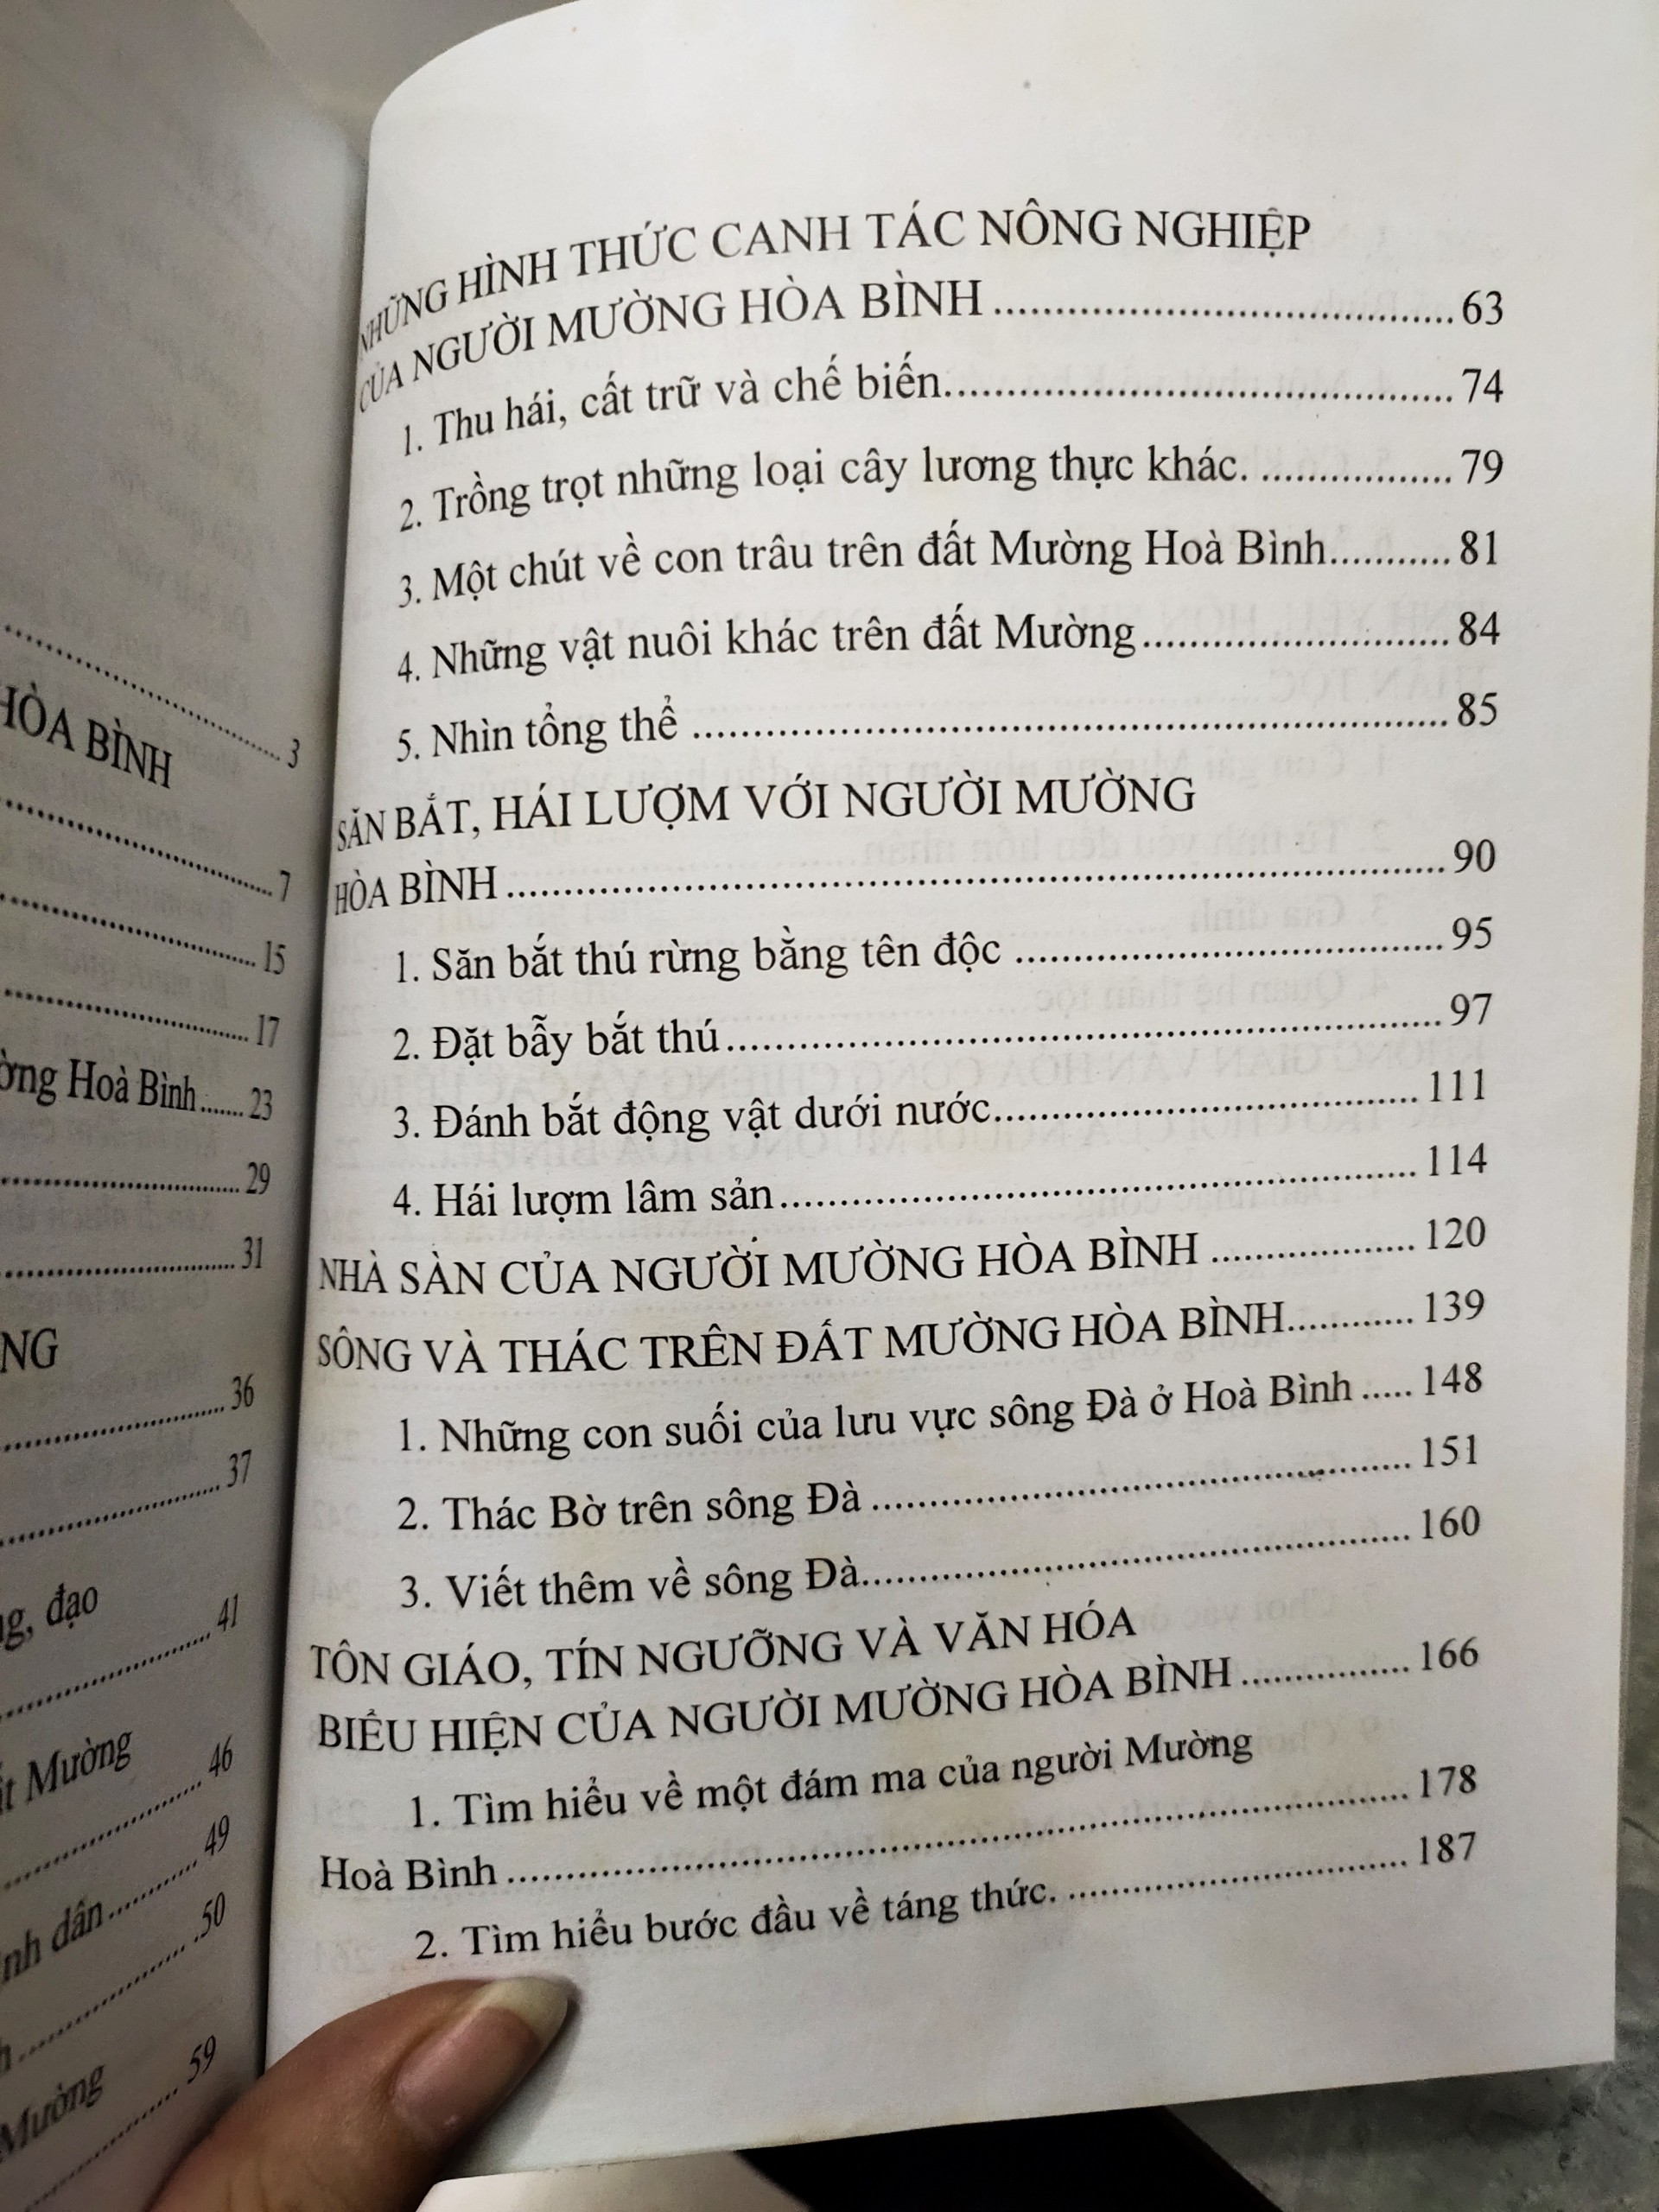 3
HÒA BÌNH
7
15
17
Hoà Bình....... 23
29
31
36
37
đạo
41
Mường
46
dân
49
50
Mường
59
NHỮNG HÌNH THỨC CANH TÁC NÔNG NGHIỆP
CỦA NGƯỜI MƯỜNG HÒA BÌNH ........................................ 63
1. Thu hái, cất trữ và chế biến............................................. 74
2. Trồng trọt những loại cây lương thực khác. ................. 79
3. Một chút về con trâu trên đất Mường Hoà Bình........... 81
4. Những vật nuôi khác trên đất Mường........................... 84
5. Nhìn tổng thể ................................................................ 85
SĂN BẮT, HÁI LƯỢM VỚI NGƯỜI MƯỜNG
HÒA BÌNH ................................................................................ 90
1. Săn bắt thú rừng bằng tên độc ..................................... 95
2. Đặt bẫy bắt thú.............................................................. 97
3. Đánh bắt động vật dưới nước..................................... 111
4. Hái lượm lâm sản........................................................ 114
NHÀ SÀN CỦA NGƯỜI MƯỜNG HÒA BÌNH .................. 120
SÔNG VÀ THÁC TRÊN ĐẤT MƯỜNG HÒA BÌNH............ 139
1. Những con suối của lưu vực sông Đà ở Hoà Bình ..... 148
2. Thác Bờ trên sông Đà ................................................ 151
3. Viết thêm về sông Đà................................................. 160
TÔN GIÁO, TÍN NGƯỠNG VÀ VĂN HÓA
BIỂU HIỆN CỦA NGƯỜI MƯỜNG HÒA BÌNH ................ 166
1. Tìm hiểu về một đám ma của người Mường
Hoà Bình ................................................................................ 178
2. Tìm hiểu bước đầu về táng thức. ................................ 187